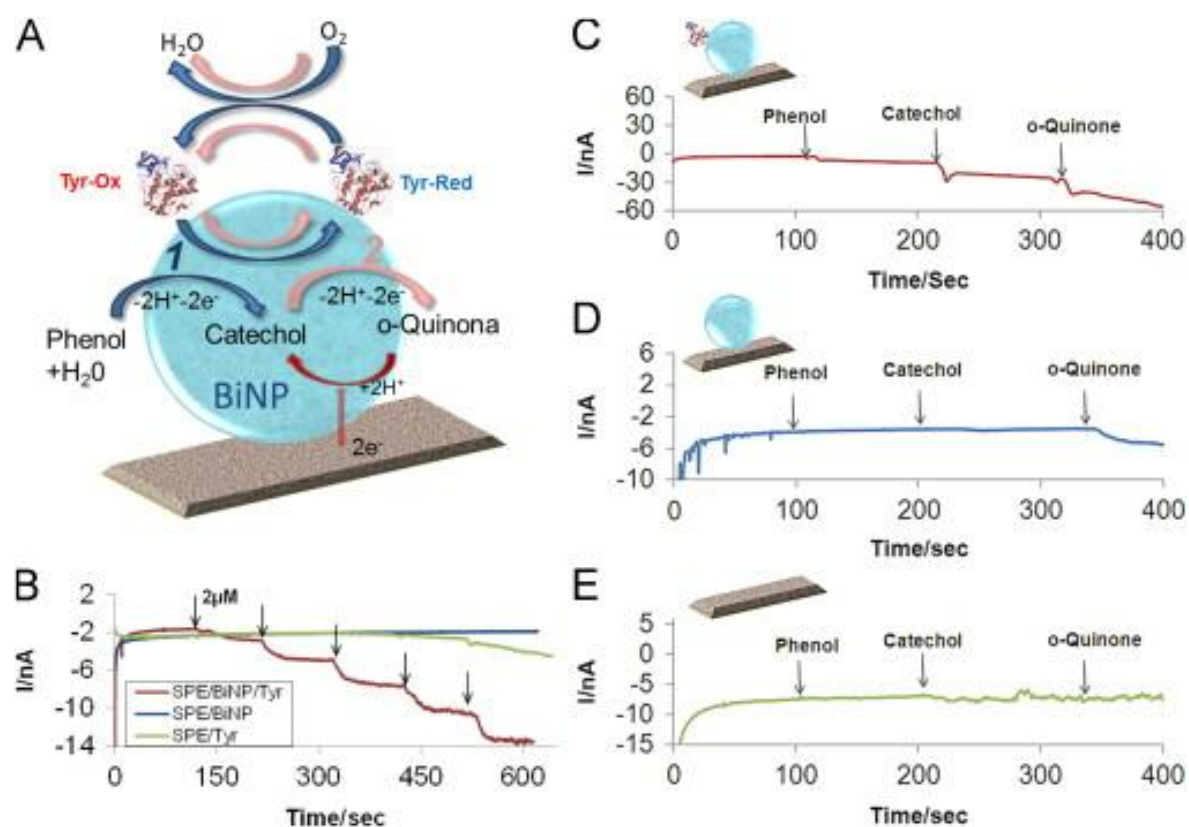 A
H₂O
O₂
Tyr-Ox
Tyr-Red
1
2
-2H⁺-2e⁻
-2H⁺-2e⁻
Phenol
+H₂0
Catechol
o-Quinona
BiNP
+2H⁺
2e⁻
B
2µM
2
-2
-6
-10
-14
I/nA
SPE/BiNP/Tyr
SPE/BiNP
SPE/Tyr
0
150
300
450
600
Time/sec
C
60
30
0
-30
-60
I/nA
Phenol
Catechol
o-Quinone
0
100
200
300
400
Time/Sec
D
6
2
-2
-6
-10
I/nA
Phenol
Catechol
o-Quinone
0
100
200
300
400
Time/sec
E
5
0
-5
-10
-15
I/nA
Phenol
Catechol
o-Quinone
0
100
200
300
400
Time/sec